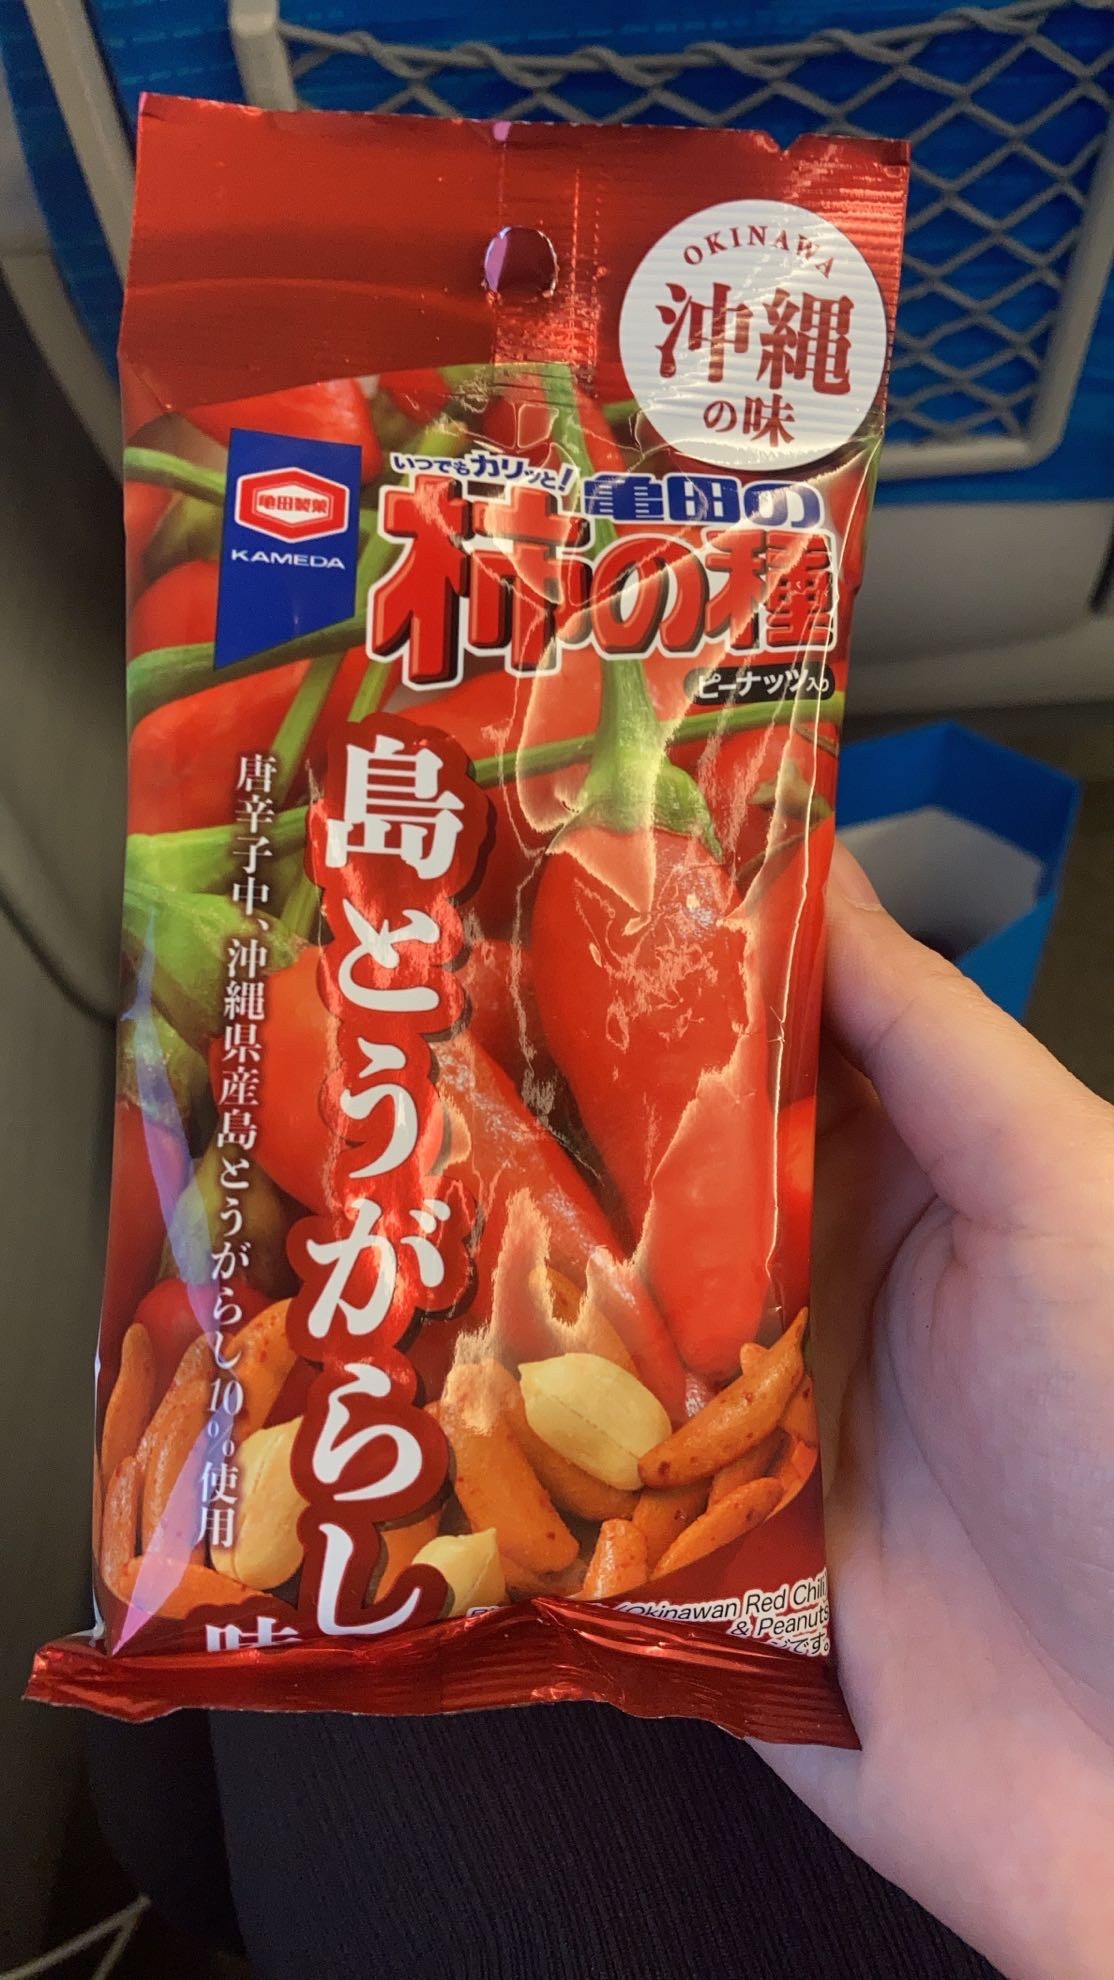 OKINAWA
沖縄
の味
亀田製菓
KAMEDA
いつでもカリッと!
亀田の
柿の種
ピーナッツ入り
島とうがらし
味
唐辛子中、沖縄県産島とうがらし10%使用
(Okinawan Red Chili
& Peanuts
です。